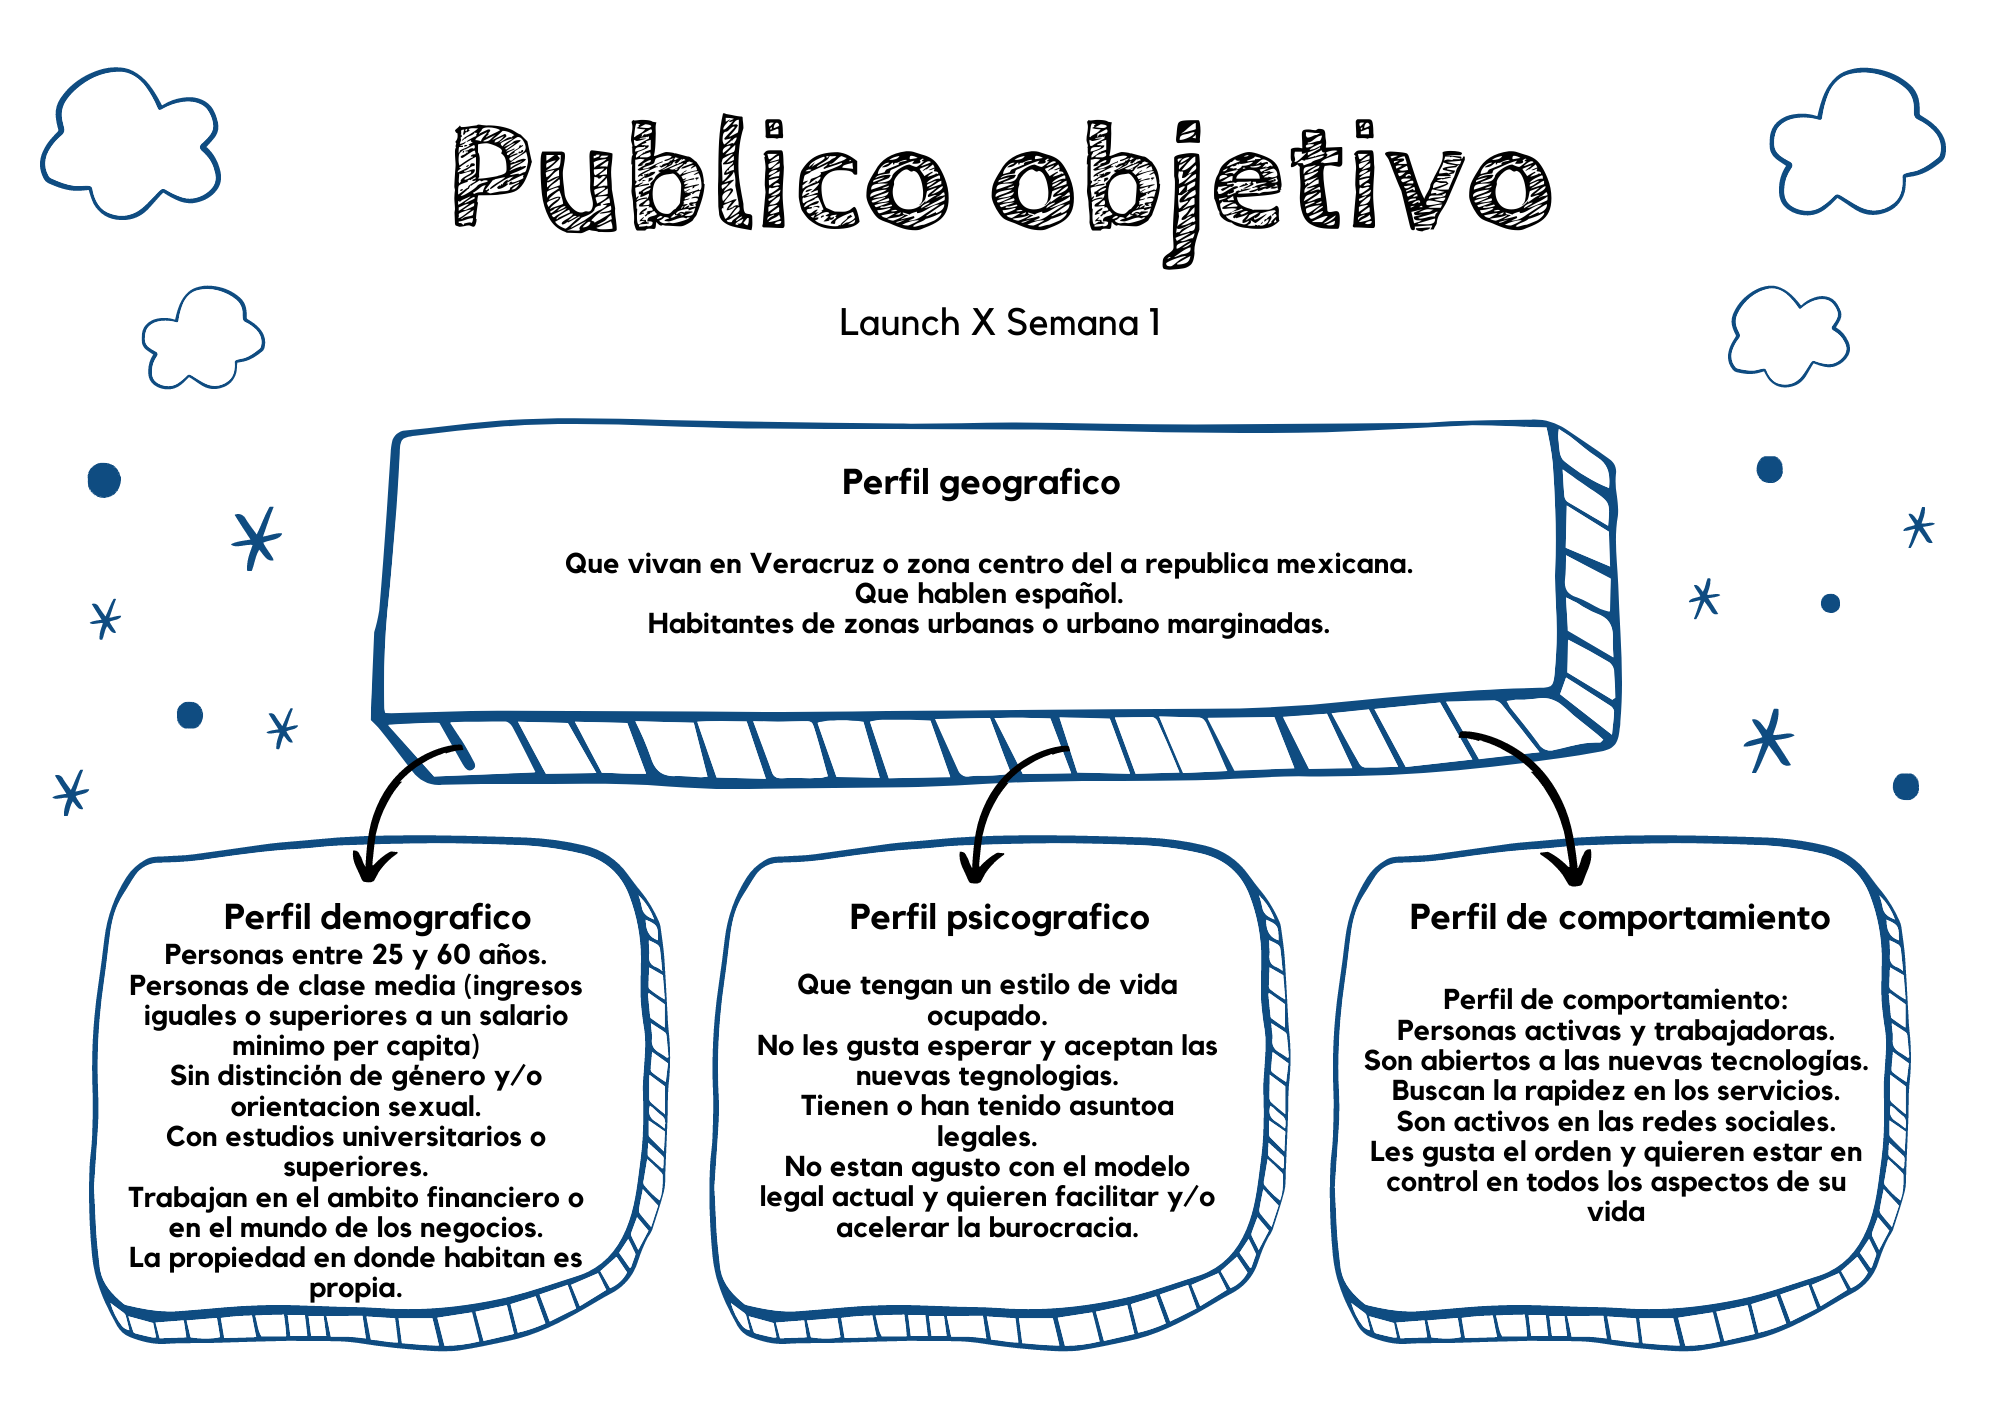 Publico objetivo
Launch X Semana 1
Perfil geografico
Que vivan en Veracruz o zona centro del a republica mexicana.
Que hablen español.
Habitantes de zonas urbanas o urbano marginadas.
Perfil demografico
Personas entre 25 y 60 años.
Personas de clase media (ingresos
iguales o superiores a un salario
minimo per capita)
Sin distinción de género y/o
orientacion sexual.
Con estudios universitarios o
superiores.
Trabajan en el ambito financiero o
en el mundo de los negocios.
La propiedad en donde habitan es
propia.
Perfil psicografico
Que tengan un estilo de vida
ocupado.
No les gusta esperar y aceptan las
nuevas tegnologias.
Tienen o han tenido asuntoa
legales.
No estan agusto con el modelo
legal actual y quieren facilitar y/o
acelerar la burocracia.
Perfil de comportamiento
Perfil de comportamiento:
Personas activas y trabajadoras.
Son abiertos a las nuevas tecnologías.
Buscan la rapidez en los servicios.
Son activos en las redes sociales.
Les gusta el orden y quieren estar en
control en todos los aspectos de su
vida